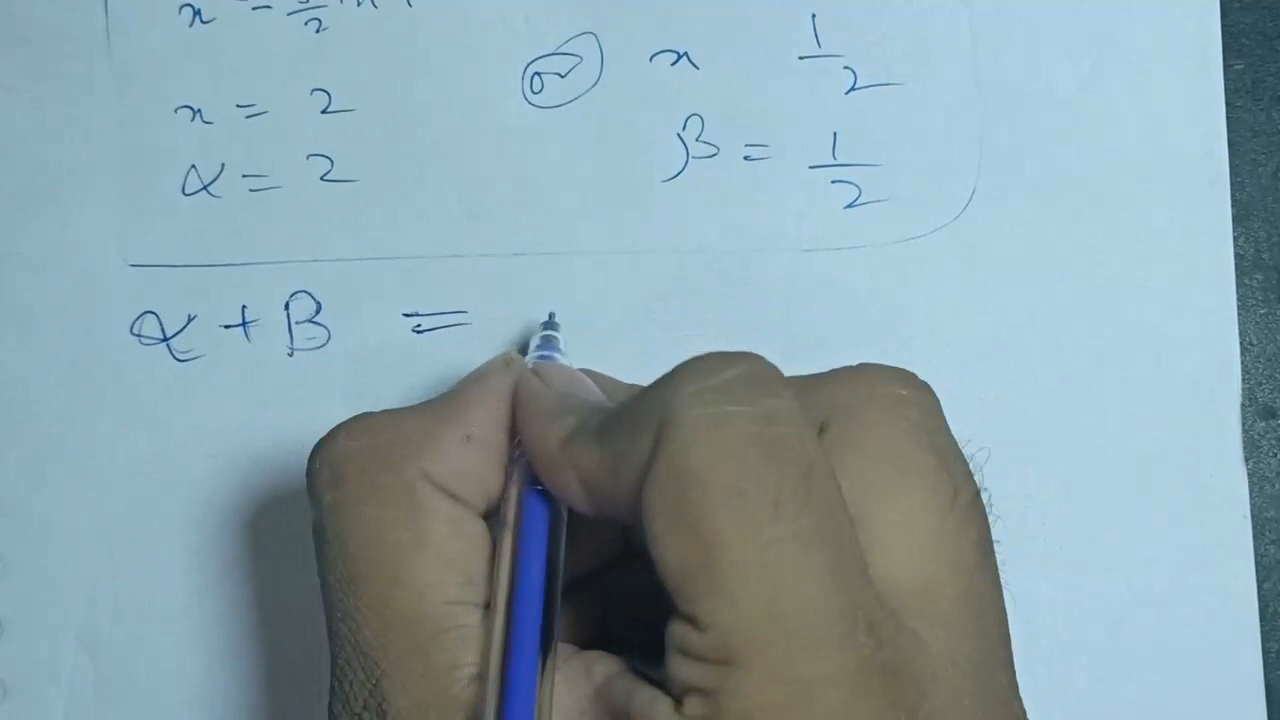 x = 
x = 2 or x 1/2
α = 2 β = 1/2
α + β =